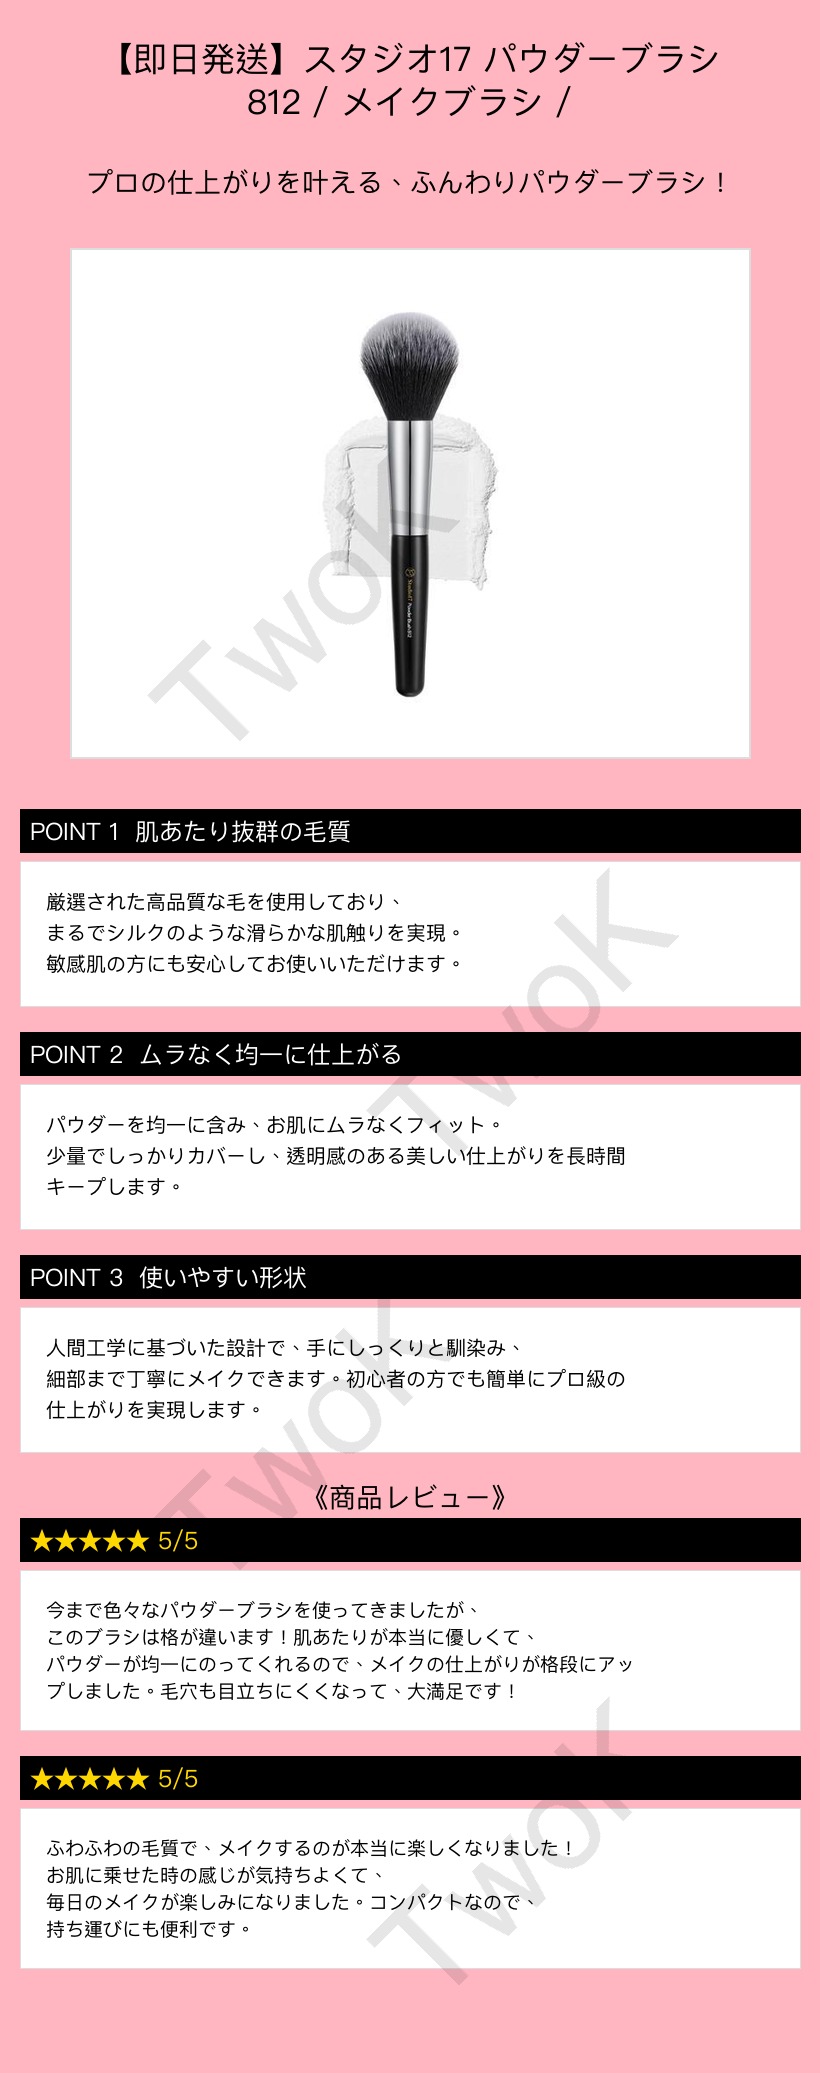 【即日発送】スタジオ17 パウダーブラシ
812 / メイクブラシ /
プロの仕上がりを叶える、ふんわりパウダーブラシ！
Studio17 Powder Brush 812
TwoK
POINT 1 肌あたり抜群の毛質
厳選された高品質な毛を使用しており、
まるでシルクのような滑らかな肌触りを実現。
敏感肌の方にも安心してお使いいただけます。
TwoK
POINT 2 ムラなく均一に仕上がる
パウダーを均一に含み、お肌にムラなくフィット。
少量でしっかりカバーし、透明感のある美しい仕上がりを長時間
キープします。
POINT 3 使いやすい形状
人間工学に基づいた設計で、手にしっくりと馴染み、
細部まで丁寧にメイクできます。初心者の方でも簡単にプロ級の
仕上がりを実現します。
TwoK
《商品レビュー》
★★★★★ 5/5
今まで色々なパウダーブラシを使ってきましたが、
このブラシは格が違います！肌あたりが本当に優しくて、
パウダーが均一にのってくれるので、メイクの仕上がりが格段にアッ
プしました。毛穴も目立ちにくくなって、大満足です！
★★★★★ 5/5
ふわふわの毛質で、メイクするのが本当に楽しくなりました！
お肌に乗せた時の感じが気持ちよくて、
毎日のメイクが楽しみになりました。コンパクトなので、
持ち運びにも便利です。
TwoK